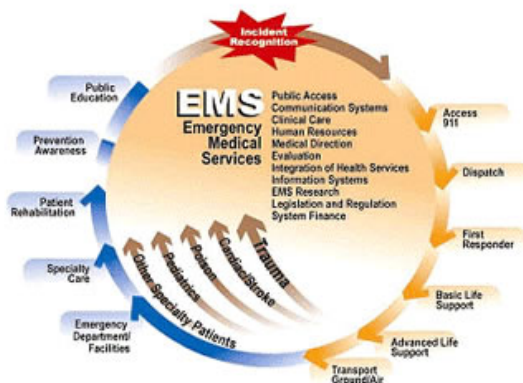 Incident
Recognition
EMS
Emergency
Medical
Services
Public Access
Communication Systems
Clinical Care
Human Resources
Medical Direction
Evaluation
Integration of Health Services
Information Systems
EMS Research
Legislation and Regulation
System Finance
Access
911
Dispatch
First
Responder
Basic Life
Support
Advanced Life
Support
Transport
Ground/Air
Emergency
Department/
Facilities
Specialty
Care
Patient
Rehabilitation
Prevention
Awareness
Public
Education
Other Specialty Patients
Pediatrics
Poison
Cardiac/Stroke
Trauma